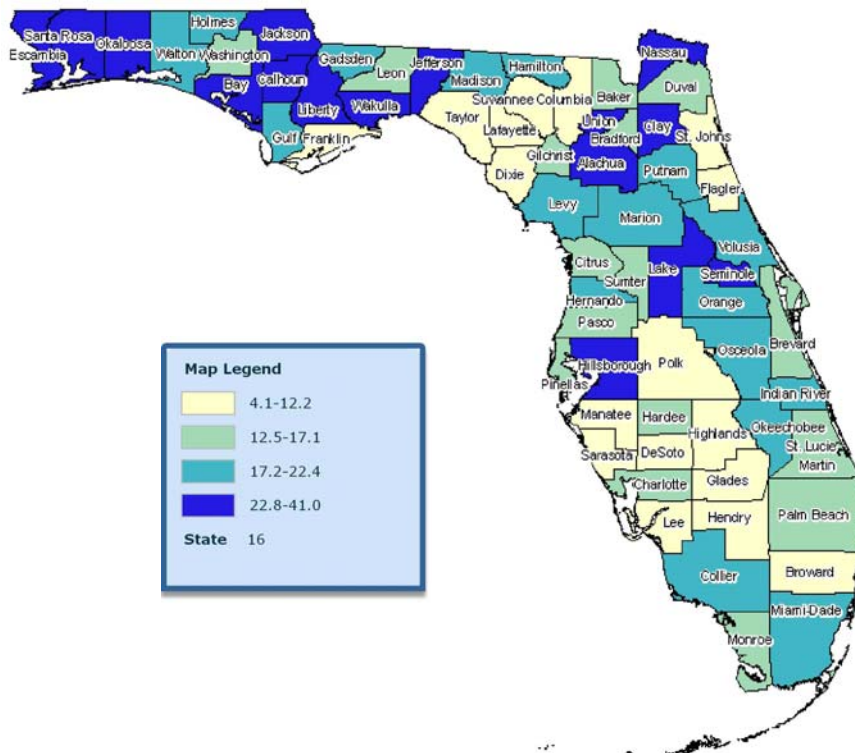 Holmes
Santa Rosa
Okaloosa
Jackson
Escambia
Walton
Washington
Gadsden
Leon
Jefferson
Madison
Hamilton
Bay
Calhoun
Liberty
Wakulla
Gulf
Franklin
Taylor
Suwannee
Columbia
Lafayette
Dixie
Nassau
Baker
Duval
Union
Bradford
Clay
St. Johns
Gilchrist
Alachua
Putnam
Flagler
Levy
Marion
Volusia
Citrus
Sumter
Lake
Seminole
Hernando
Orange
Pasco
Osceola
Brevard
Pinellas
Hillsborough
Polk
Indian River
Manatee
Hardee
Highlands
Okeechobee
St. Lucie
Sarasota
DeSoto
Martin
Charlotte
Glades
Lee
Hendry
Palm Beach
Collier
Broward
Miami-Dade
Monroe
Map Legend
4.1-12.2
12.5-17.1
17.2-22.4
22.8-41.0
State 16